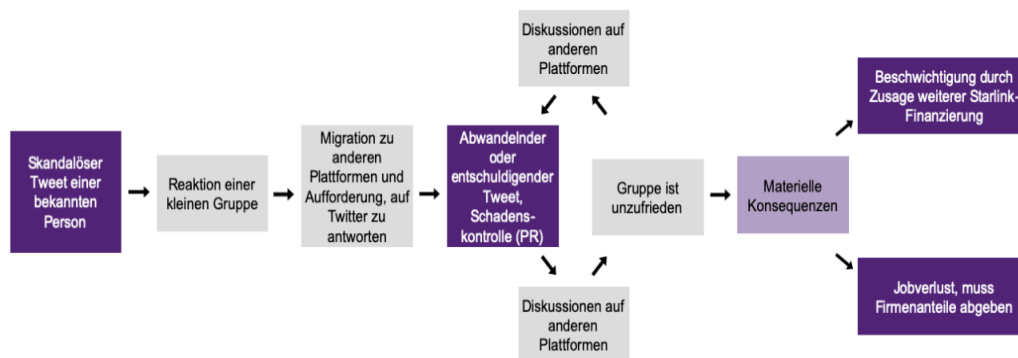 Skandalöser
Tweet einer
bekannten
Person
Reaktion einer
kleinen Gruppe
Migration zu
anderen
Plattformen und
Aufforderung, auf
Twitter zu
antworten
Abwandelnder
oder
entschuldigender
Tweet,
Schadens-
kontrolle (PR)
Diskussionen auf
anderen
Plattformen
Diskussionen auf
anderen
Plattformen
Gruppe ist
unzufrieden
Materielle
Konsequenzen
Beschwichtigung durch
Zusage weiterer Starlink-
Finanzierung
Jobverlust, muss
Firmenanteile abgeben